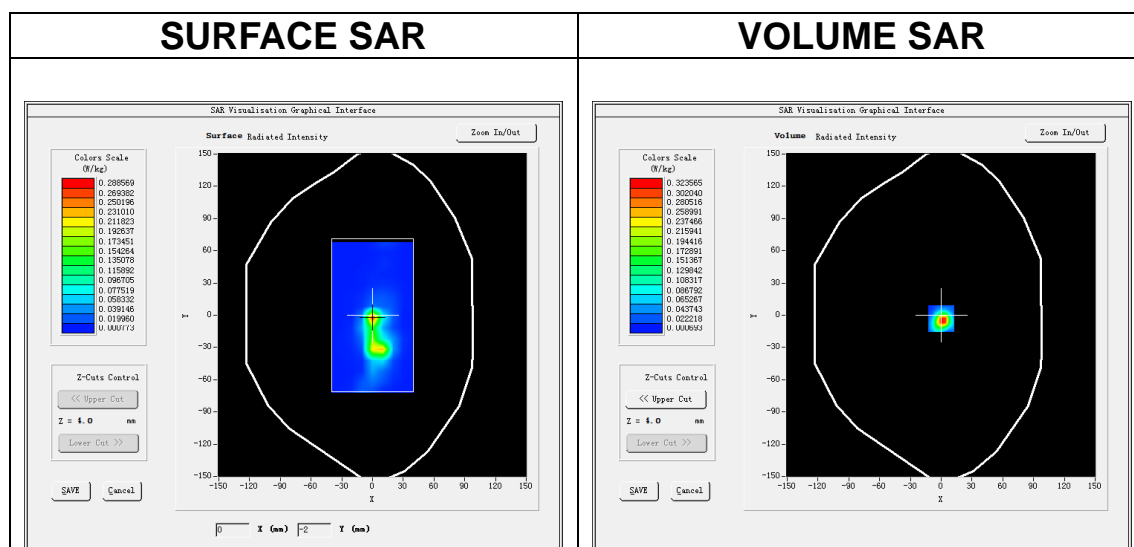 SURFACE SAR
VOLUME SAR
SAR Visualisation Graphical Interface
Surface Radiated Intensity
Zoom In/Out
Colors Scale
(W/kg)
0.288569
0.269382
0.250196
0.231010
0.211823
0.192637
0.173451
0.154264
0.135078
0.115892
0.096705
0.077519
0.058332
0.039146
0.019960
0.000773
Z-Cuts Control
<< Upper Cut
Z = 4.0 mm
Lower Cut >>
SAVE
Cancel
150
120
90
60
30
0
-30
-60
-90
-120
-150
Y
-150 -120 -90 -60 -30 0 30 60 90 120 150
X
0 X (mm) -2 Y (mm)
SAR Visualisation Graphical Interface
Volume Radiated Intensity
Zoom In/Out
Colors Scale
(W/kg)
0.323565
0.302040
0.280516
0.258991
0.237466
0.215941
0.194416
0.172891
0.151367
0.129842
0.108317
0.086792
0.065267
0.043743
0.022218
0.000693
Z-Cuts Control
<< Upper Cut
Z = 4.0 mm
Lower Cut >>
SAVE
Cancel
150
120
90
60
30
0
-30
-60
-90
-120
-150
Y
-150 -120 -90 -60 -30 0 30 60 90 120 150
X